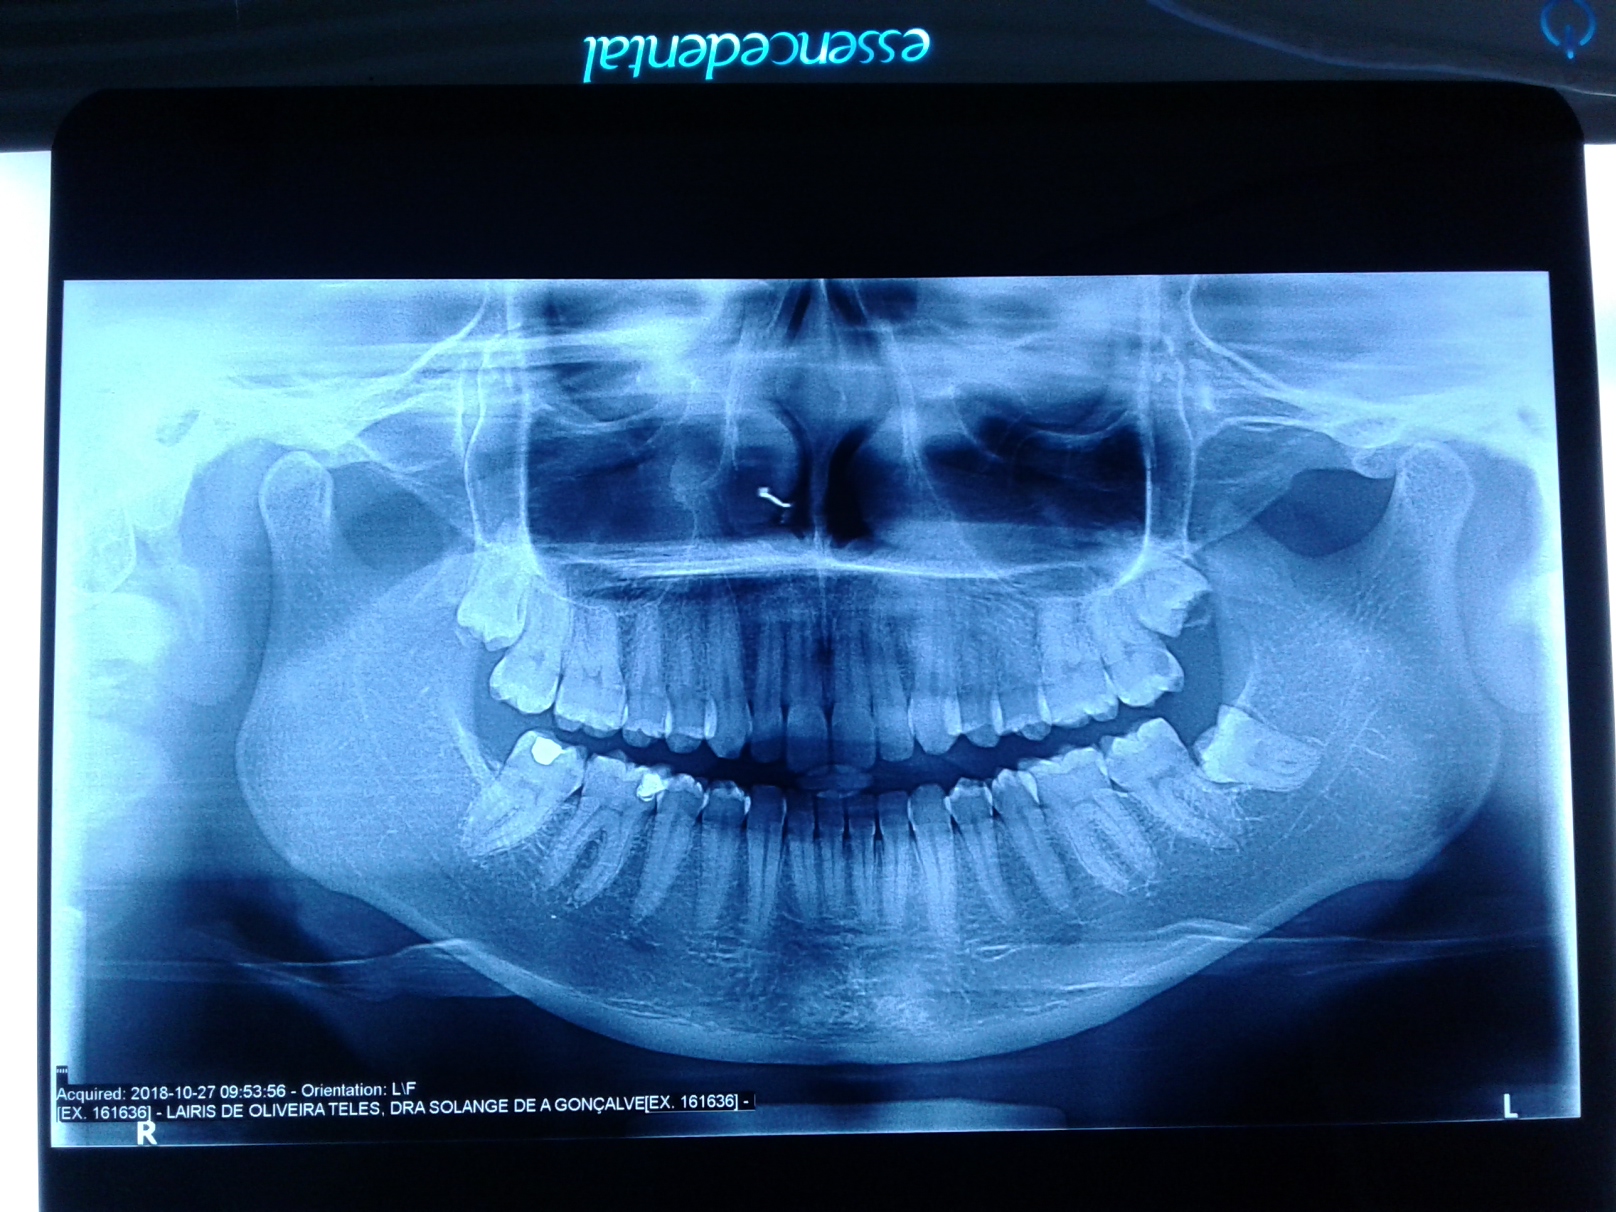 essencedental
Acquired: 2018-10-27 09:53:56 - Orientation: L\F
[EX. 161636] - LAIRIS DE OLIVEIRA TELES, DRA SOLANGE DE A GONÇALVE[EX. 161636] -
R
L